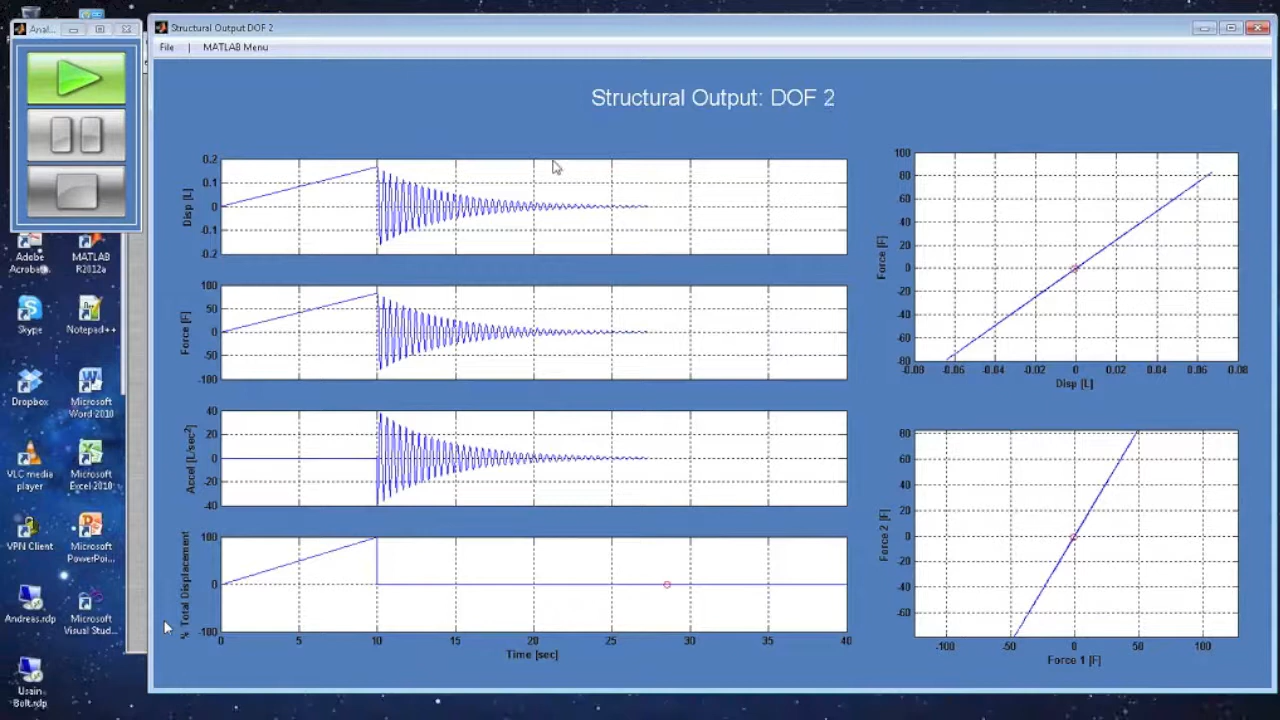 Anal...
Structural Output: DOF 2
File | MATLAB Menu
Structural Output: DOF 2
0.2
0.1
0
-0.1
-0.2
Disp [L]
100
50
0
-50
-100
Force [F]
40
20
0
-20
-40
Accel [L/sec²]
100
0
-100
% Total Displacement
0 5 10 15 20 25 30 35 40
Time [sec]
100
80
60
40
20
0
-20
-40
-60
-80
Force [F]
-0.08 -0.06 -0.04 -0.02 0 0.02 0.04 0.06 0.08
Disp [L]
80
60
40
20
0
-20
-40
-60
Force 2 [F]
-100 -50 0 50 100
Force 1 [F]
Adobe
Acrobat
MATLAB
R2012a
Skype
Notepad++
Dropbox
Microsoft
Word 2010
VLC media
player
Microsoft
Excel 2010
VPN Client
Microsoft
PowerPoi...
Andreas.rdp
Microsoft
Visual Stud...
Usain
Bolt.rdp